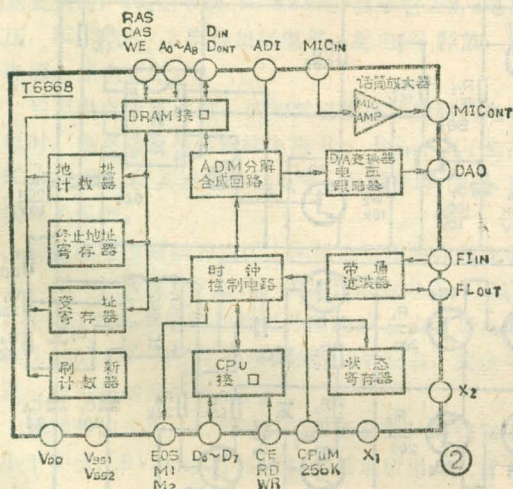 RAS
CAS
WE
A₀~A₈
DIN
DONT
ADI
MICIN
T6668
DRAM接口
话筒放大器
MIC
AMP
MICONT
地址
计数器
ADM分解
合成回路
D/A变换器
电压
跟随器
DAO
终止地址
寄存器
时钟
控制电路
带通
滤波器
FIIN
FLOUT
变址
寄存器
刷新
计数器
CPU
接口
状态
寄存器
X₂
VDD
VSS1
VSS2
EOS
M1
M2
D₀~D₇
CE
RD
WR
CPUM
256K
X₁
②